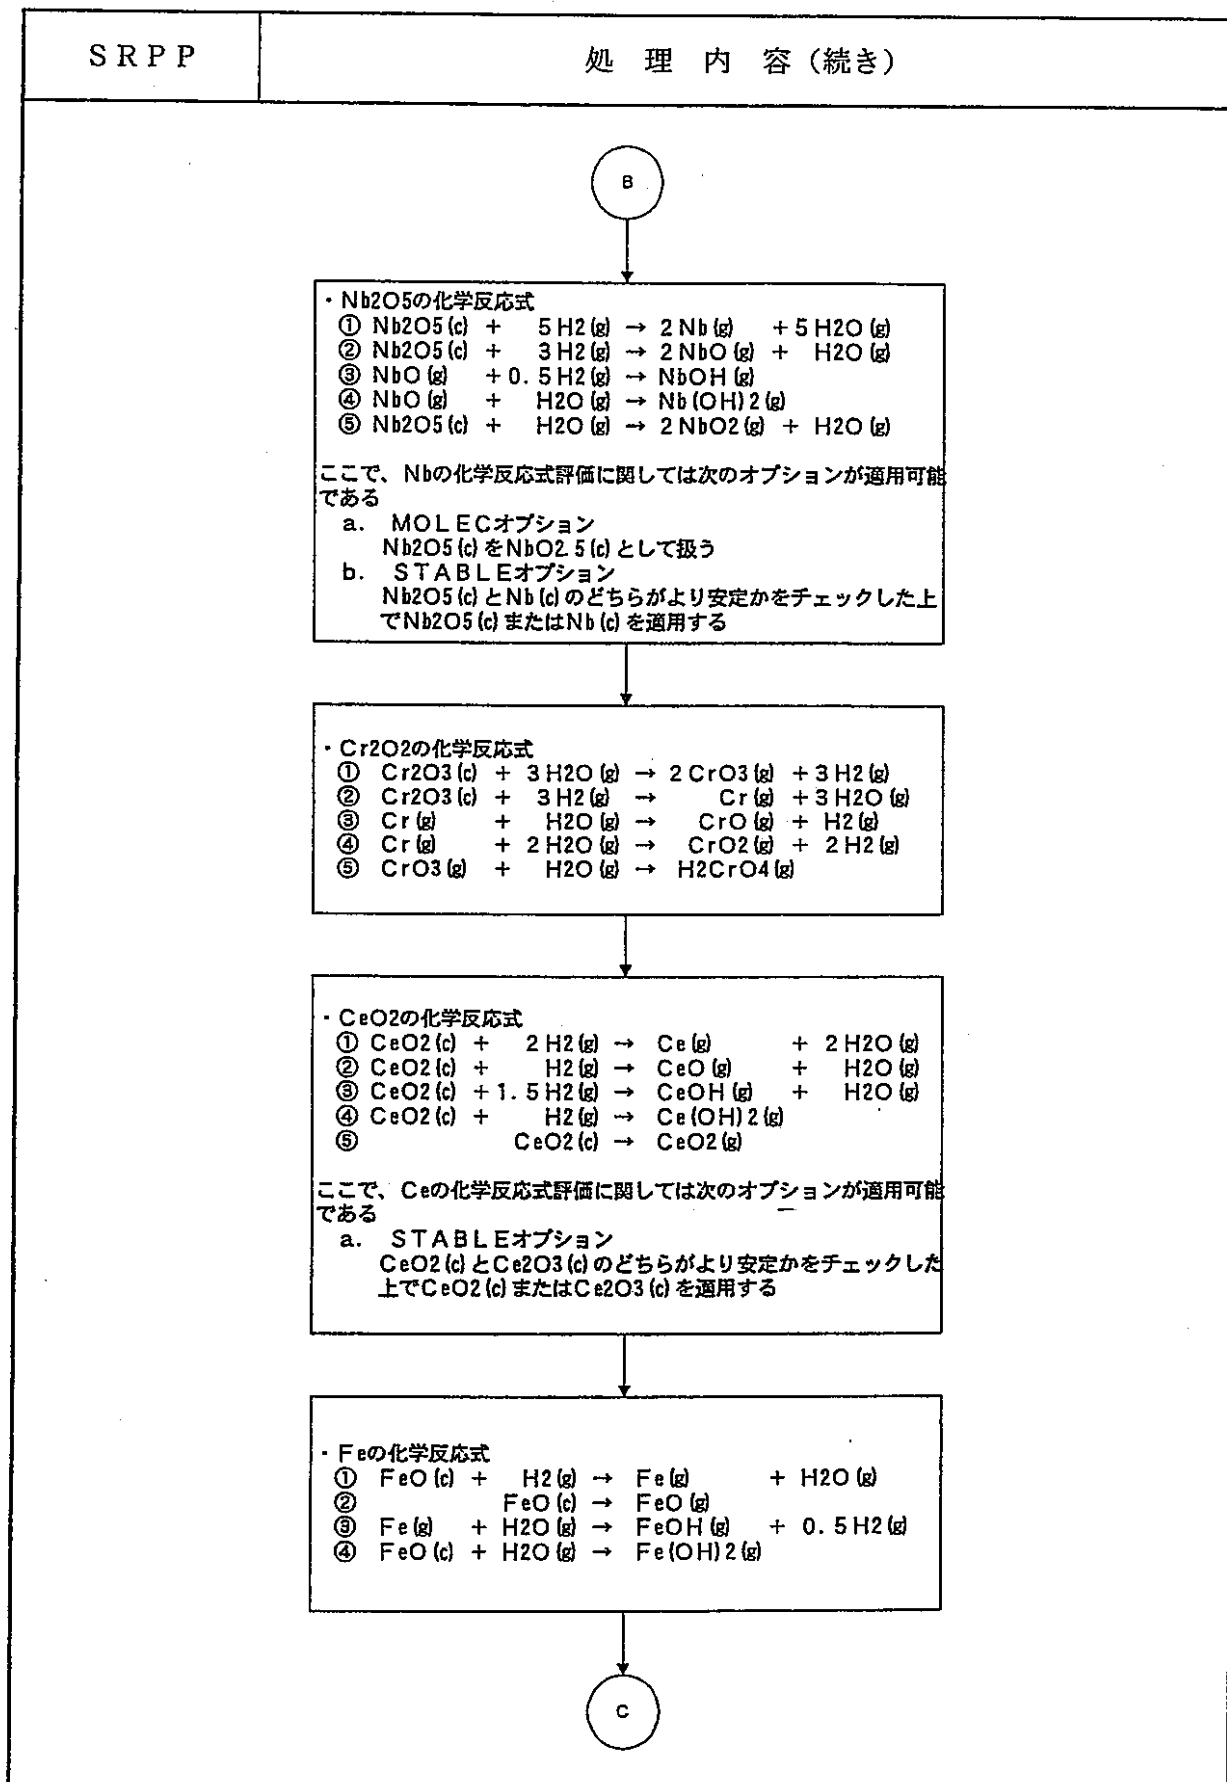 SRPP
処理内容(続き)
B
・Nb2O5の化学反応式
① Nb2O5(c) + 5H2(g) → 2Nb(g) +5H2O(g)
② Nb2O5(c) + 3H2(g) → 2NbO(g) + H2O(g)
③ NbO(g) +0.5H2(g) → NbOH(g)
④ NbO(g) + H2O(g) → Nb(OH)2(g)
⑤ Nb2O5(c) + H2O(g) → 2NbO2(g) + H2O(g)
ここで、Nbの化学反応式評価に関しては次のオプションが適用可能
である
a. MOLECオプション
Nb2O5(c)をNbO2.5(c)として扱う
b. STABLEオプション
Nb2O5(c)とNb(c)のどちらがより安定かをチェックした上
でNb2O5(c)またはNb(c)を適用する
・Cr2O2の化学反応式
① Cr2O3(c) + 3H2O(g) → 2CrO3(g) +3H2(g)
② Cr2O3(c) + 3H2(g) → Cr(g) +3H2O(g)
③ Cr(g) + H2O(g) → CrO(g) + H2(g)
④ Cr(g) + 2H2O(g) → CrO2(g) + 2H2(g)
⑤ CrO3(g) + H2O(g) → H2CrO4(g)
・CeO2の化学反応式
① CeO2(c) + 2H2(g) → Ce(g) + 2H2O(g)
② CeO2(c) + H2(g) → CeO(g) + H2O(g)
③ CeO2(c) +1.5H2(g) → CeOH(g) + H2O(g)
④ CeO2(c) + H2(g) → Ce(OH)2(g)
⑤ CeO2(c) → CeO2(g)
ここで、Ceの化学反応式評価に関しては次のオプションが適用可能
である
a. STABLEオプション
CeO2(c)とCe2O3(c)のどちらがより安定かをチェックした
上でCeO2(c)またはCe2O3(c)を適用する
・Feの化学反応式
① FeO(c) + H2(g) → Fe(g) + H2O(g)
② FeO(c) → FeO(g)
③ Fe(g) + H2O(g) → FeOH(g) + 0.5H2(g)
④ FeO(c) + H2O(g) → Fe(OH)2(g)
C